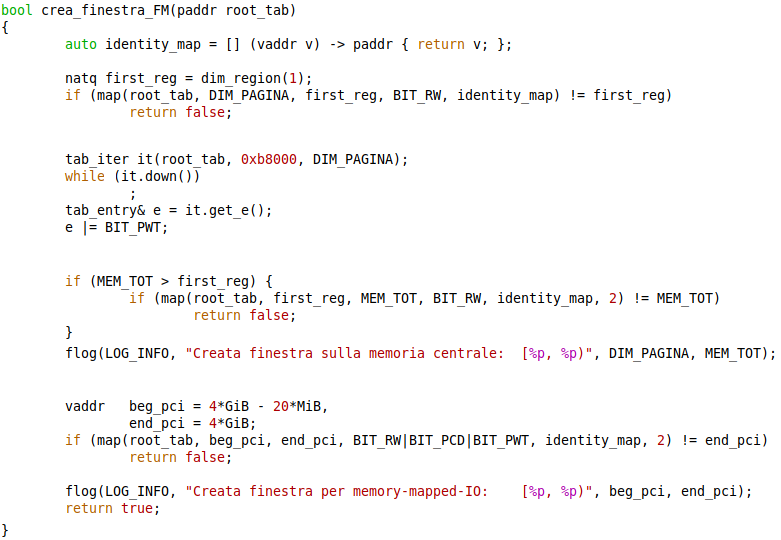 bool crea_finestra_FM(paddr root_tab)
{
        auto identity_map = [] (vaddr v) -> paddr { return v; };

        natq first_reg = dim_region(1);
        if (map(root_tab, DIM_PAGINA, first_reg, BIT_RW, identity_map) != first_reg)
                return false;

        tab_iter it(root_tab, 0xb8000, DIM_PAGINA);
        while (it.down())
                ;
        tab_entry& e = it.get_e();
        e |= BIT_PWT;

        if (MEM_TOT > first_reg) {
                if (map(root_tab, first_reg, MEM_TOT, BIT_RW, identity_map, 2) != MEM_TOT)
                        return false;
        }
        flog(LOG_INFO, "Creata finestra sulla memoria centrale:  [%p, %p)", DIM_PAGINA, MEM_TOT);

        vaddr   beg_pci = 4*GiB - 20*MiB,
                end_pci = 4*GiB;
        if (map(root_tab, beg_pci, end_pci, BIT_RW|BIT_PCD|BIT_PWT, identity_map, 2) != end_pci)
                return false;

        flog(LOG_INFO, "Creata finestra per memory-mapped-IO:    [%p, %p)", beg_pci, end_pci);
        return true;
}